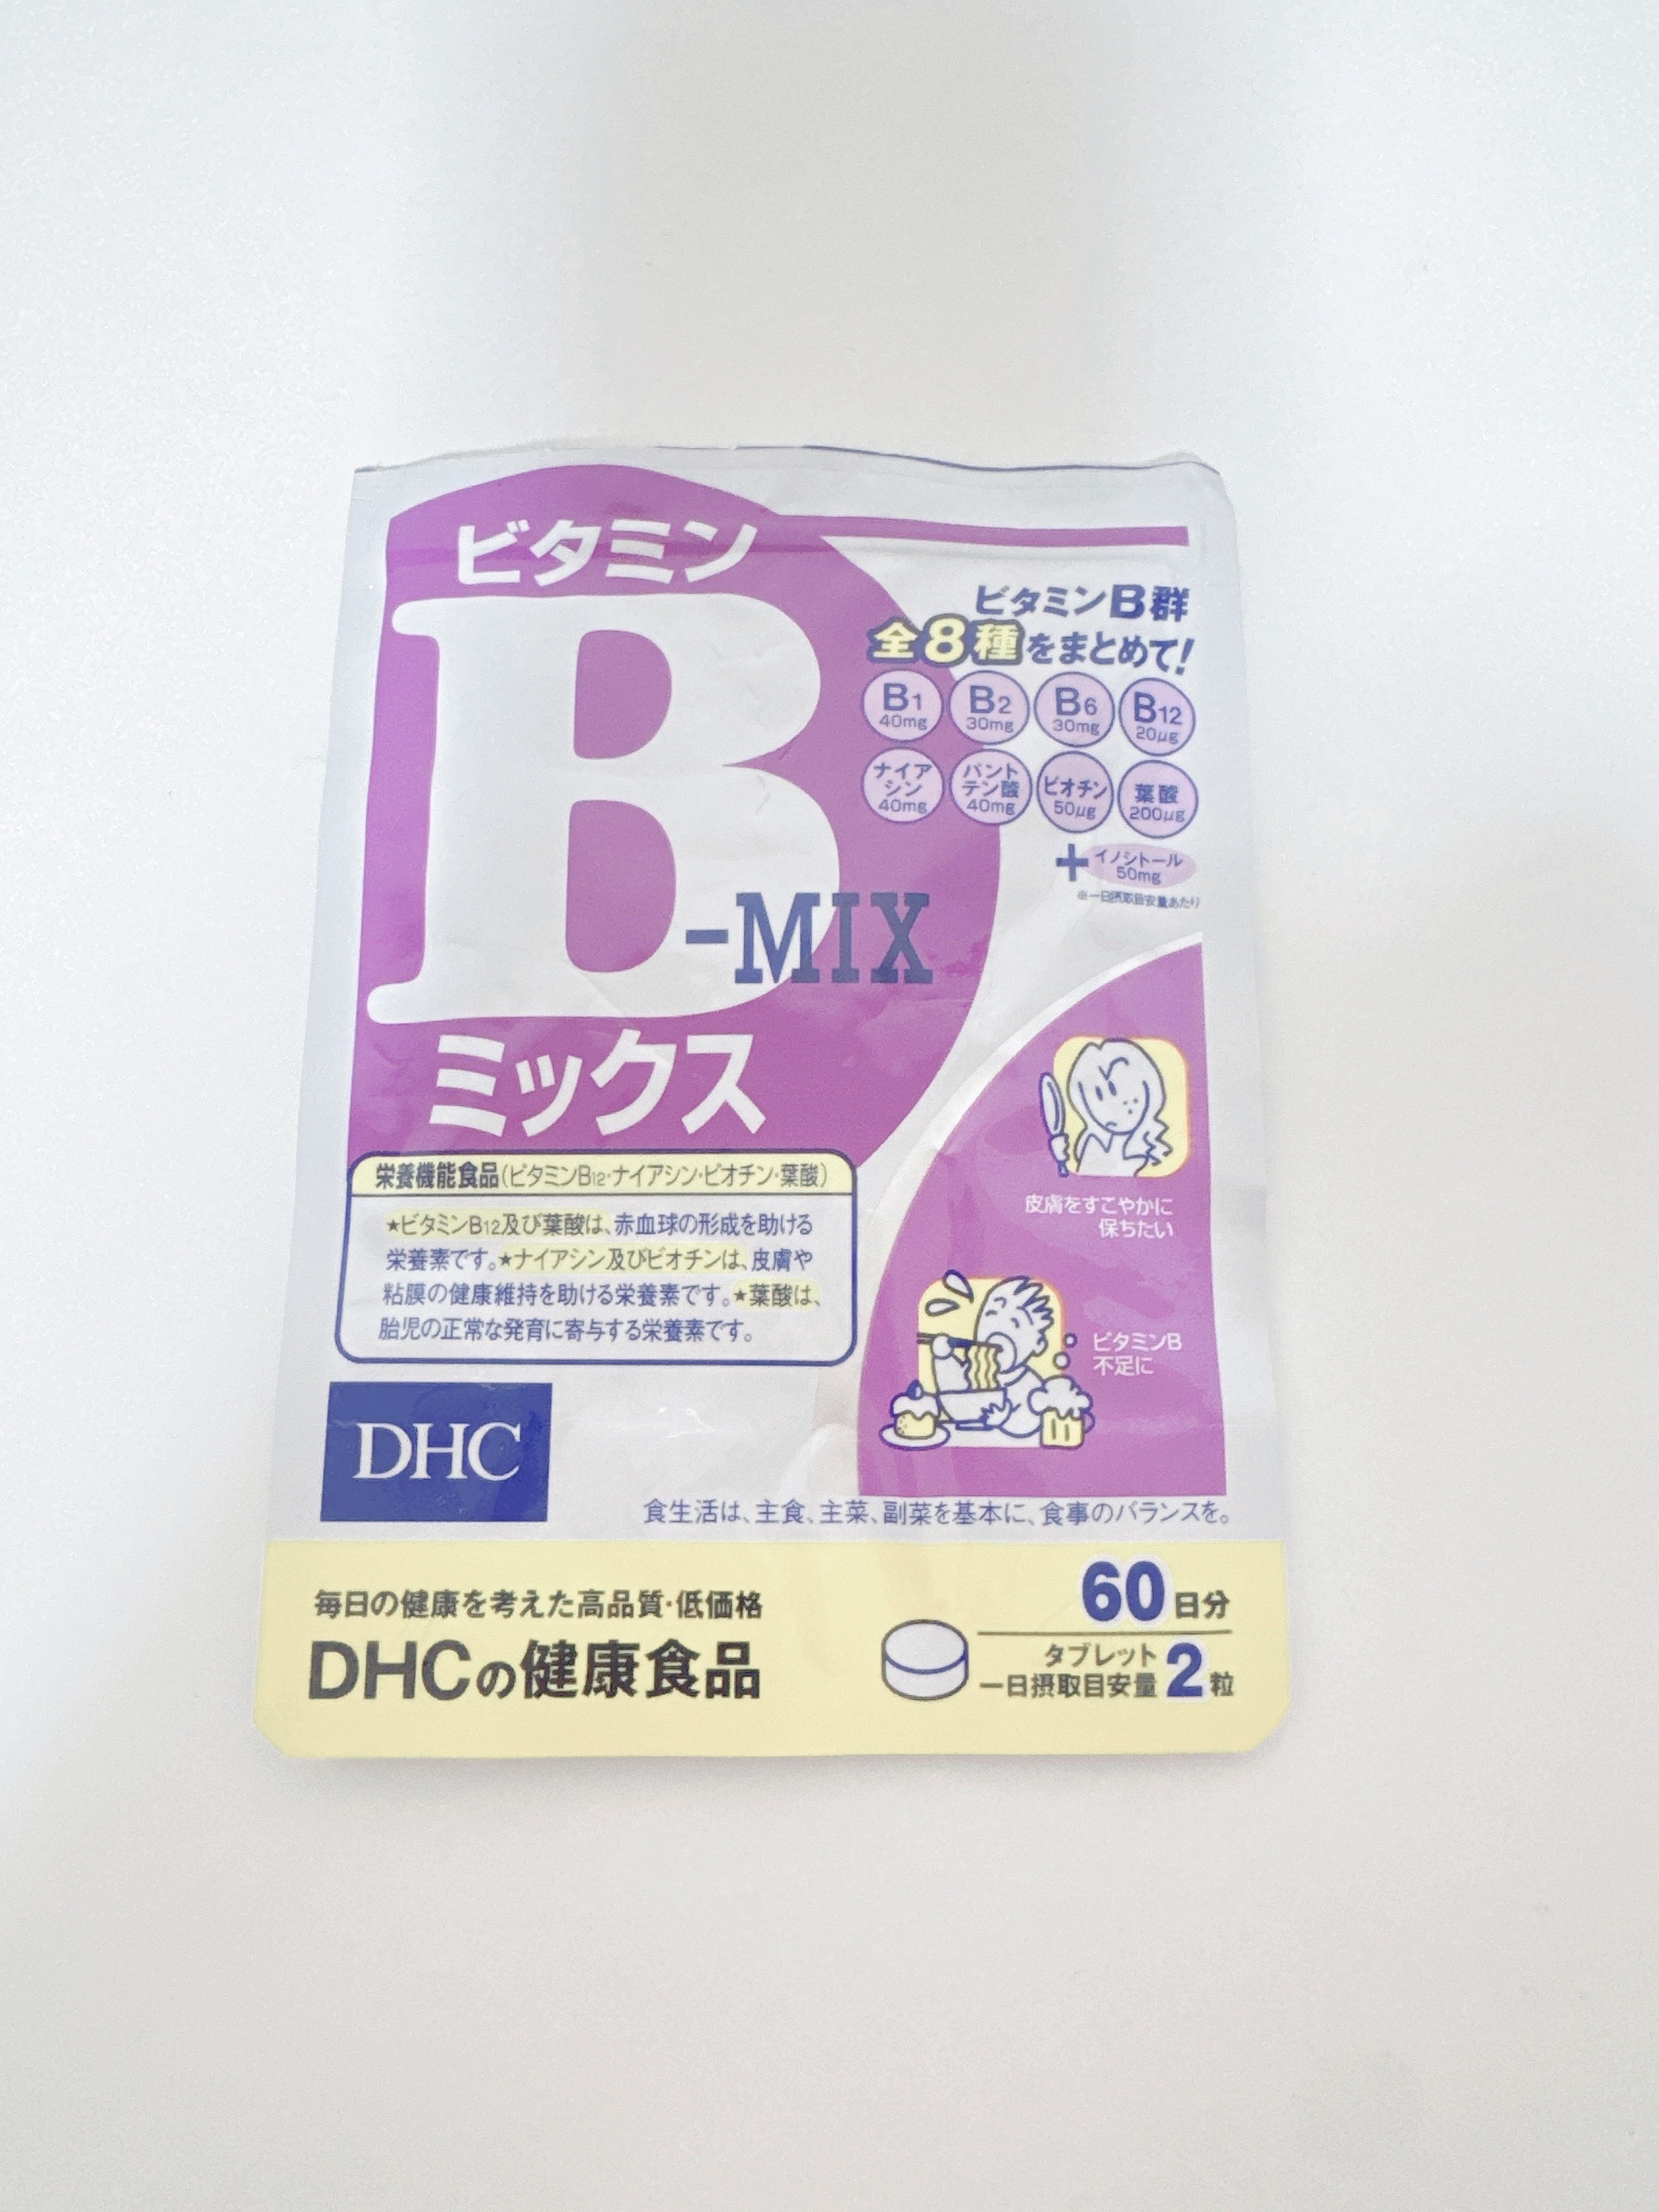 ビタミン
B
-MIX
ミックス
ビタミンB群
全8種をまとめて!
B1
40mg
B2
30mg
B6
30mg
B12
20μg
ナイア
シン
40mg
パント
テン酸
40mg
ビオチン
50μg
葉酸
200μg
+イノシトール
50mg
※一日摂取目安量あたり
栄養機能食品(ビタミンB12・ナイアシン・ビオチン・葉酸)
★ビタミンB12及び葉酸は、赤血球の形成を助ける
栄養素です。★ナイアシン及びビオチンは、皮膚や
粘膜の健康維持を助ける栄養素です。★葉酸は、
胎児の正常な発育に寄与する栄養素です。
皮膚をすこやかに
保ちたい
ビタミンB
不足に
DHC
食生活は、主食、主菜、副菜を基本に、食事のバランスを。
毎日の健康を考えた高品質・低価格
DHCの健康食品
60日分
タブレット
一日摂取目安量2粒